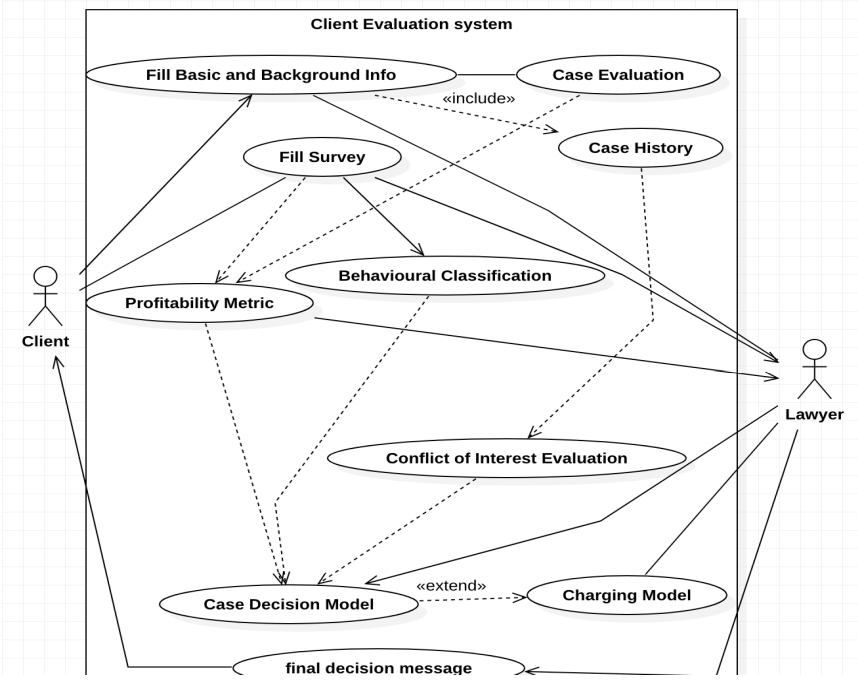 Client Evaluation system
Fill Basic and Background Info
Case Evaluation
«include»
Case History
Fill Survey
Behavioural Classification
Profitability Metric
Client
Lawyer
Conflict of Interest Evaluation
«extend»
Case Decision Model
Charging Model
final decision message